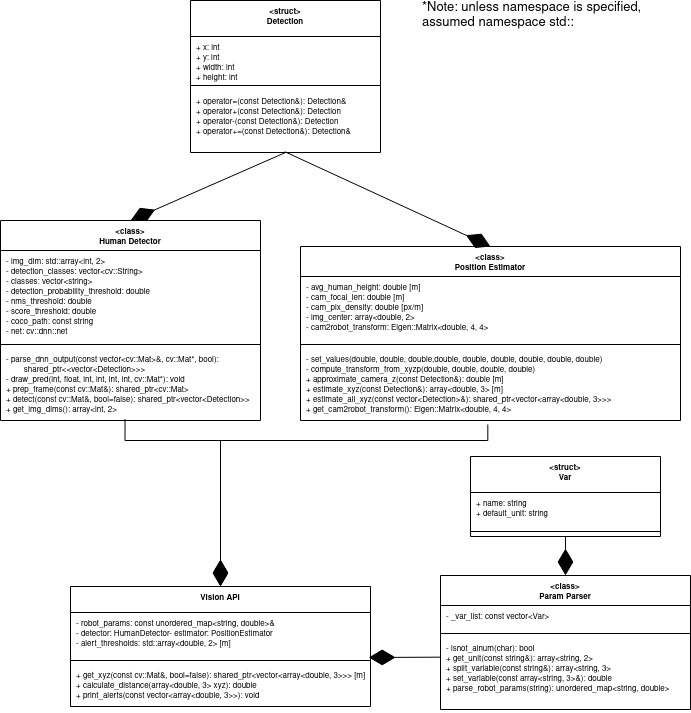 *Note: unless namespace is specified,
assumed namespace std::
<struct>
Detection
+ x: int
+ y: int
+ width: int
+ height: int
+ operator=(const Detection&): Detection&
+ operator+(const Detection&): Detection
+ operator-(const Detection&): Detection
+ operator+=(const Detection&): Detection&
<class>
Human Detector
- img_dim: std::array<int, 2>
- detection_classes: vector<cv::String>
- classes: vector<string>
- detection_probability_threshold: double
- nms_threshold: double
- score_threshold: double
- coco_path: const string
- net: cv::dnn::net
- parse_dnn_output(const vector<cv::Mat>&, cv::Mat*, bool):
shared_ptr<<vector<Detection>>>
- draw_pred(int, float, int, int, int, int, cv::Mat*): void
+ prep_frame(const cv::Mat&): shared_ptr<cv::Mat>
+ detect(const cv::Mat&, bool=false): shared_ptr<vector<Detection>>
+ get_img_dims(): array<int, 2>
<class>
Position Estimator
- avg_human_height: double [m]
- cam_focal_len: double [m]
- cam_pix_density: double [px/m]
- img_center: array<double, 2>
- cam2robot_transform: Eigen::Matrix<double, 4, 4>
- set_values(double, double, double,double, double, double, double, double, double)
- compute_transform_from_xyzp(double, double, double, double)
+ approximate_camera_z(const Detection&): double [m]
+ estimate_xyz(const Detection&): array<double, 3> [m]
+ estimate_all_xyz(const vector<Detection>&): shared_ptr<vector<array<double, 3>>>
+ get_cam2robot_transform(): Eigen::Matrix<double, 4, 4>
<struct>
Var
+ name: string
+ default_unit: string
Vision API
- robot_params: const unordered_map<string, double>&
- detector: HumanDetector- estimator: PositionEstimator
- alert_thresholds: std::array<double, 2> [m]
+ get_xyz(const cv::Mat&, bool=false): shared_ptr<vector<array<double, 3>>> [m]
+ calculate_distance(array<double, 3> xyz): double
+ print_alerts(const vector<array<double, 3>>): void
<class>
Param Parser
- _var_list: const vector<Var>
- isnot_alnum(char): bool
+ get_unit(const string&): array<string, 2>
+ split_variable(const string&): array<string, 3>
+ set_variable(const array<string, 3>&): double
+ parse_robot_params(string): unordered_map<string, double>